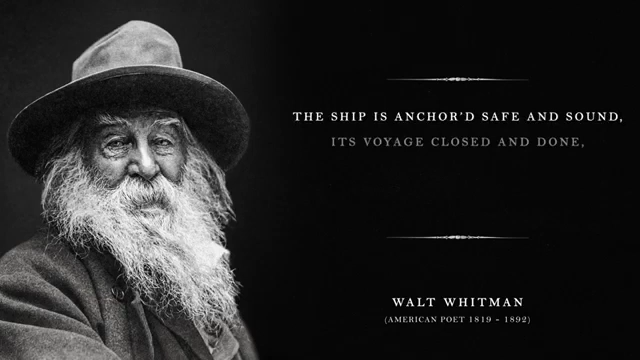 THE SHIP IS ANCHOR'D SAFE AND SOUND,
ITS VOYAGE CLOSED AND DONE,
WALT WHITMAN
(AMERICAN POET 1819 - 1892)